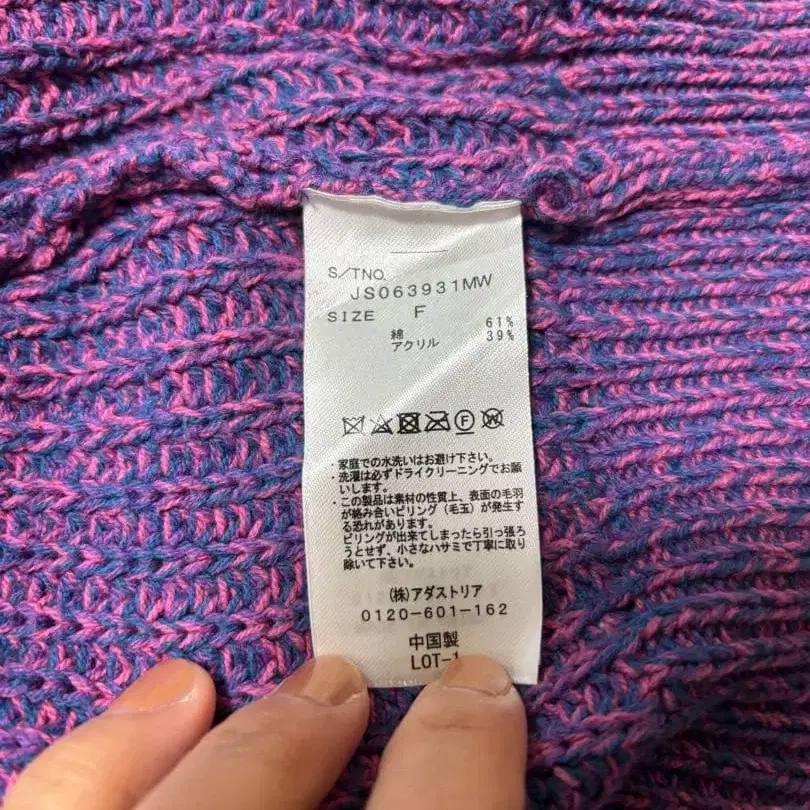 S/TNO.
JS063931MW
SIZE F
綿 61%
アクリル 39%
・家庭での水洗いはお避け下さい。
・洗濯は必ずドライクリーニングでお願
いします。
・この製品は素材の性質上、表面の毛羽
が絡み合いピリング（毛玉）が発生す
る恐れがあります。
ピリングが出来てしまったら引っ張ろ
うとせず、小さなハサミで丁寧に取り
除いて下さい。
(株)アダストリア
0120-601-162
中国製
LOT-1